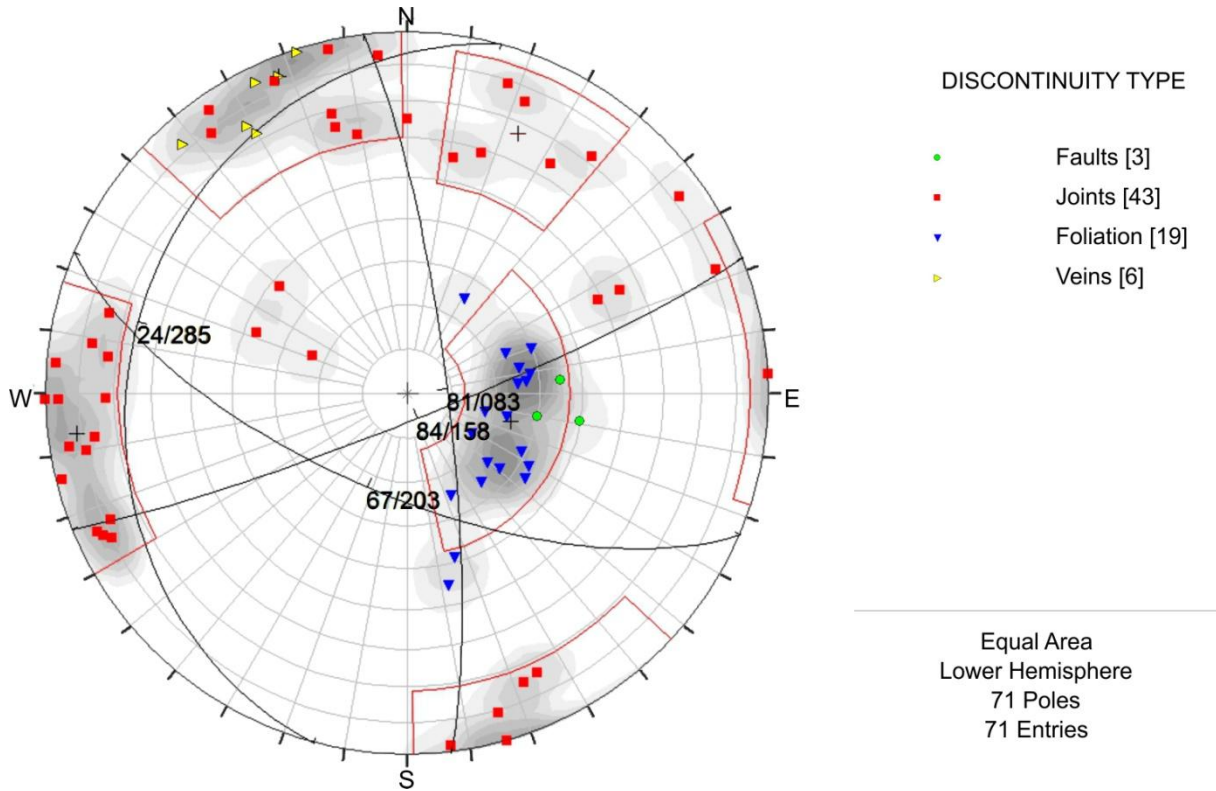 N
DISCONTINUITY TYPE
Faults [3]
Joints [43]
Foliation [19]
Veins [6]
24/285
W
E
81/083
84/158
67/203
S
Equal Area
Lower Hemisphere
71 Poles
71 Entries